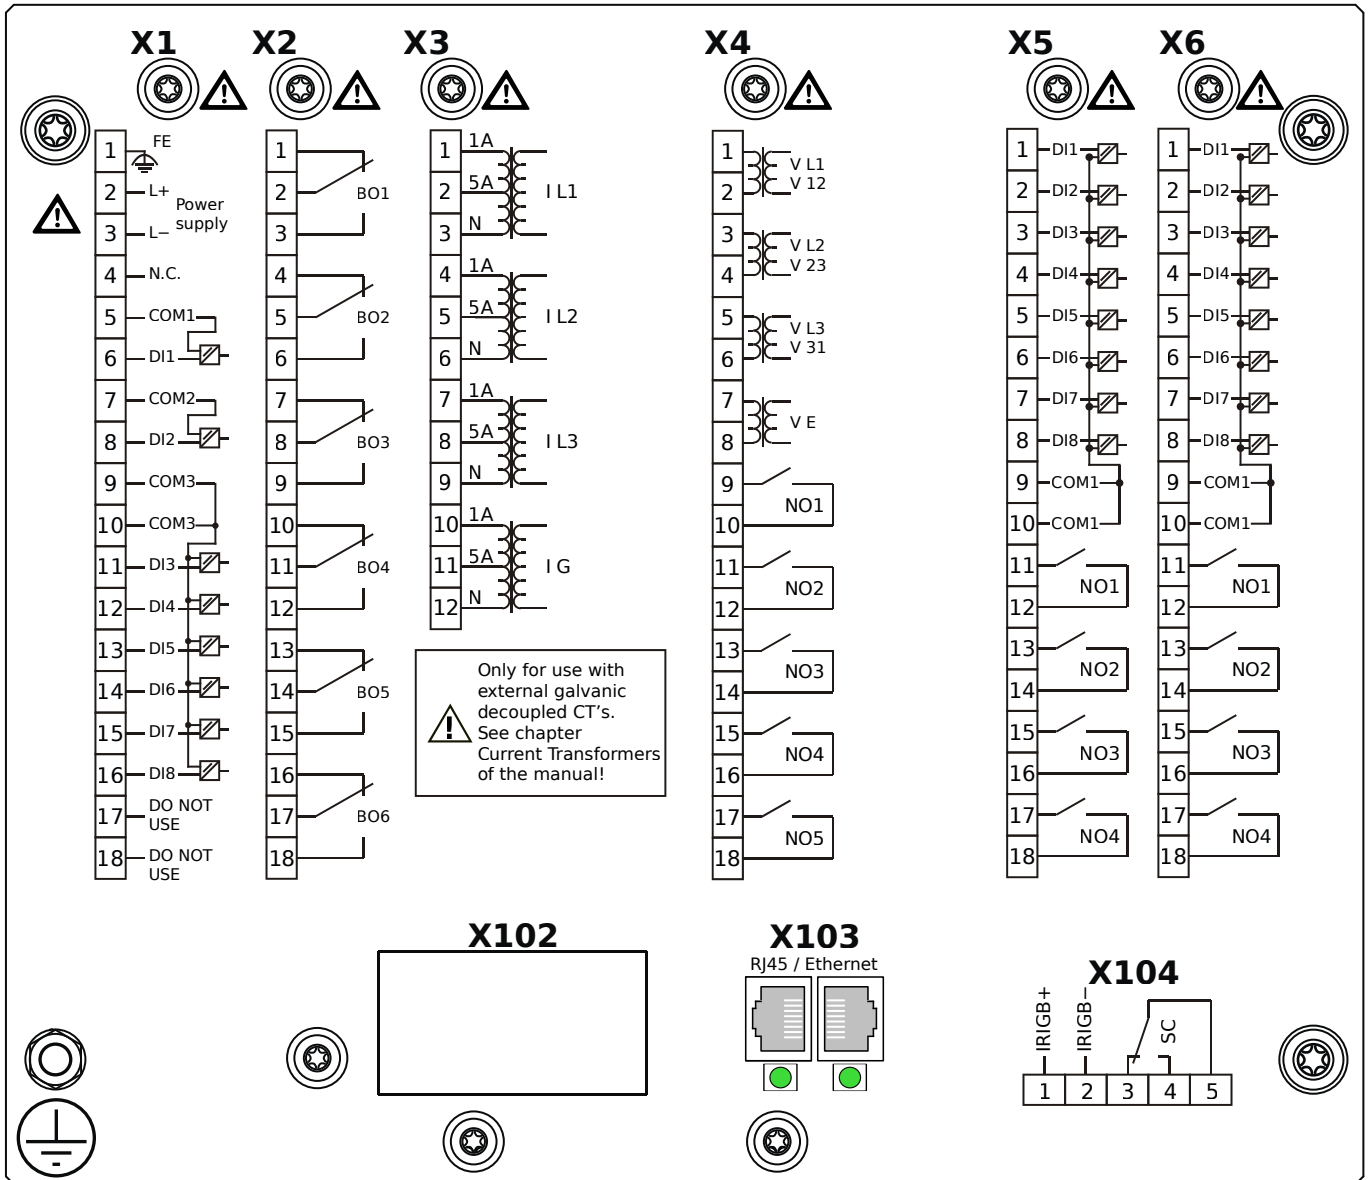 X1 X2 X3 X4 X5 X6
1 FE
2 L+
Power
supply
3 L−
4 N.C.
5 COM1
6 DI1
7 COM2
8 DI2
9 COM3
10 COM3
11 DI3
12 DI4
13 DI5
14 DI6
15 DI7
16 DI8
17 DO NOT
USE
18 DO NOT
USE
1
2 BO1
3
4
5 BO2
6
7
8 BO3
9
10
11 BO4
12
13
14 BO5
15
16
17 BO6
18
1 1A
2 5A I L1
3 N
4 1A
5 5A I L2
6 N
7 1A
8 5A I L3
9 N
10 1A
11 5A I G
12 N
Only for use with
external galvanic
decoupled CT's.
See chapter
Current Transformers
of the manual!
1 V L1
2 V 12
3 V L2
4 V 23
5 V L3
6 V 31
7
V E
8
9
NO1
10
11
NO2
12
13
NO3
14
15
NO4
16
17
NO5
18
1 DI1
2 DI2
3 DI3
4 DI4
5 DI5
6 DI6
7 DI7
8 DI8
9 COM1
10 COM1
11
NO1
12
13
NO2
14
15
NO3
16
17
NO4
18
1 DI1
2 DI2
3 DI3
4 DI4
5 DI5
6 DI6
7 DI7
8 DI8
9 COM1
10 COM1
11
NO1
12
13
NO2
14
15
NO3
16
17
NO4
18
X102
X103
RJ45 / Ethernet
X104
IRIGB+
IRIGB−
SC
1 2 3 4 5